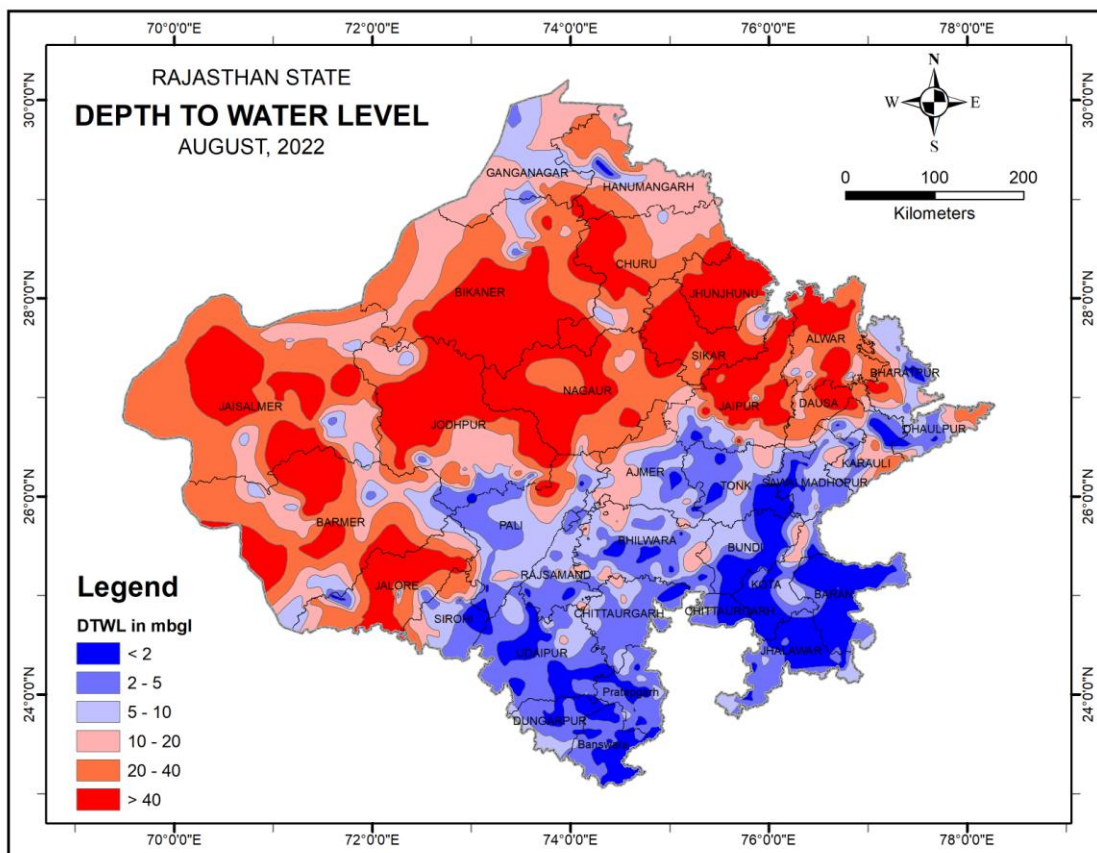 70°0'0"E 72°0'0"E 74°0'0"E 76°0'0"E 78°0'0"E
RAJASTHAN STATE
DEPTH TO WATER LEVEL
AUGUST, 2022
N
W E
S
0 100 200
Kilometers
30°0'0"N
28°0'0"N
26°0'0"N
24°0'0"N
30°0'0"N
28°0'0"N
26°0'0"N
24°0'0"N
GANGANAGAR
HANUMANGARH
CHURU
BIKANER
JHUNJHUNU
ALWAR
SIKAR
BHARATPUR
NAGAUR
JAISALMER
JAIPUR
DAUSA
JODHPUR
DHAULPUR
KARAULI
AJMER
TONK
SAWAI MADHOPUR
BARMER
PALI
BHILWARA
BUNDI
RAJSAMAND
JALORE
KOTA
BARAN
SIROHI
CHITTAURGARH
CHITTAURGARH
UDAIPUR
JHALAWAR
Pratapgarh
DUNGARPUR
Banswara
Legend
DTWL in mbgl
< 2
2 - 5
5 - 10
10 - 20
20 - 40
> 40
70°0'0"E 72°0'0"E 74°0'0"E 76°0'0"E 77°0'0"E 78°0'0"E